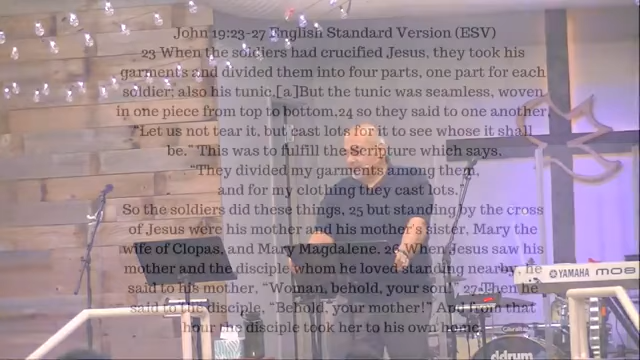 John 19:23-27 English Standard Version (ESV)
23 When the soldiers had crucified Jesus, they took his
garments and divided them into four parts, one part for each
soldier; also his tunic.[a]But the tunic was seamless, woven
in one piece from top to bottom,24 so they said to one another,
“Let us not tear it, but cast lots for it to see whose it shall
be.” This was to fulfill the Scripture which says,
“They divided my garments among them,
and for my clothing they cast lots.”
So the soldiers did these things, 25 but standing by the cross
of Jesus were his mother and his mother's sister, Mary the
wife of Clopas, and Mary Magdalene. 26 When Jesus saw his
mother and the disciple whom he loved standing nearby, he
said to his mother, “Woman, behold, your son!” 27 Then he
said to the disciple, “Behold, your mother!” And from that
hour the disciple took her to his own home.
YAMAHA MO8
ddrum